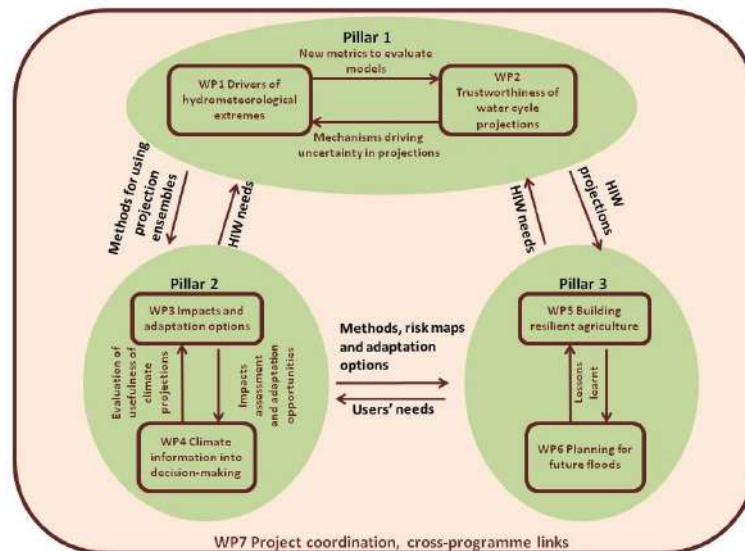 Pillar 1
New metrics to evaluate
models
WP1 Drivers of
hydrometeorological
extremes
WP2
Trustworthiness of
water cycle
projections
Mechanisms driving
uncertainty in projections
Methods for using
projection
ensembles
HIW needs
HIW needs
HIW
projections
Pillar 2
WP3 Impacts and
adaptation options
Evaluation of
usefulness of
climate
projections
Impacts
assessment
and adaptation
opportunities
WP4 Climate
information into
decision-making
Methods, risk maps
and adaptation
options
Users' needs
Pillar 3
WP5 Building
resilient agriculture
Lessons
learnt
WP6 Planning for
future floods
WP7 Project coordination, cross-programme links